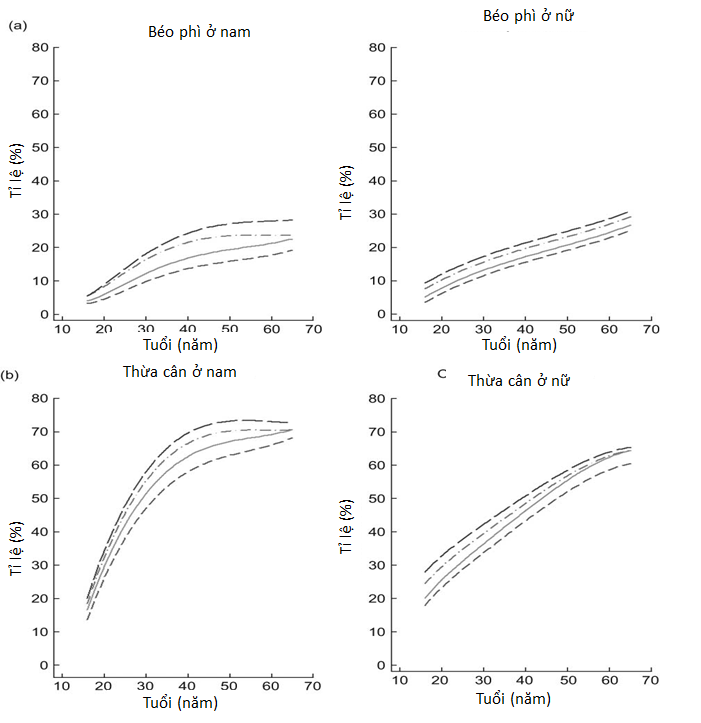 (a)
Béo phì ở nam
80
70
60
50
40
30
20
10
0
Tỉ lệ (%)
10 20 30 40 50 60 70
Tuổi (năm)
Béo phì ở nữ
80
70
60
50
40
30
20
10
0
Tỉ lệ (%)
10 20 30 40 50 60 70
Tuổi (năm)
(b)
Thừa cân ở nam
80
70
60
50
40
30
20
10
0
Tỉ lệ (%)
10 20 30 40 50 60 70
Tuổi (năm)
C
Thừa cân ở nữ
80
70
60
50
40
30
20
10
0
Tỉ lệ (%)
10 20 30 40 50 60 70
Tuổi (năm)